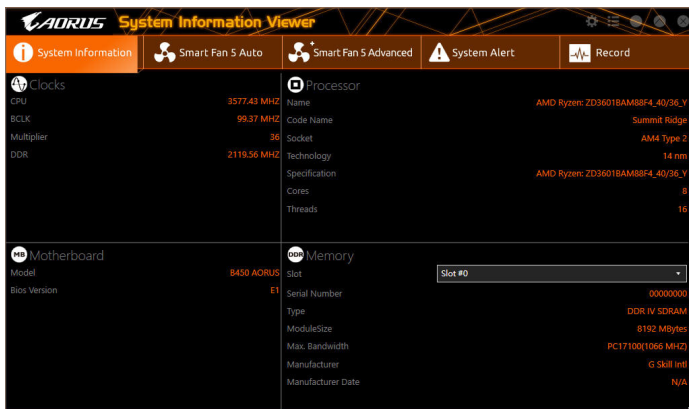 AORUS System Information Viewer
System Information
Smart Fan 5 Auto
Smart Fan 5 Advanced
System Alert
Record
Clocks
CPU 3577.43 MHZ
BCLK 99.37 MHZ
Multiplier 36
DDR 2119.56 MHZ
Processor
Name AMD Ryzen: ZD3601BAM88F4_40/36_Y
Code Name Summit Ridge
Socket AM4 Type 2
Technology 14 nm
Specification AMD Ryzen: ZD3601BAM88F4_40/36_Y
Cores 8
Threads 16
MB Motherboard
Model B450 AORUS
Bios Version E1
DDR Memory
Slot Slot #0
Serial Number 00000000
Type DDR IV SDRAM
ModuleSize 8192 MBytes
Max. Bandwidth PC17100(1066 MHZ)
Manufacturer G Skill Intl
Manufacturer Date N/A